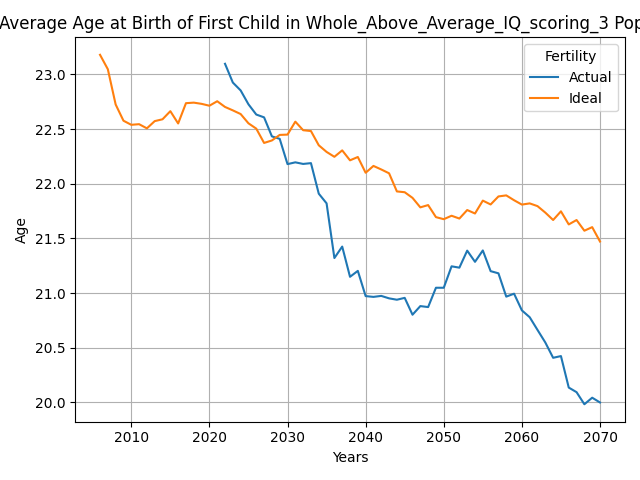 Average Age at Birth of First Child in Whole_Above_Average_IQ_scoring_3 Pop
Fertility
Actual
Ideal
23.0
22.5
22.0
21.5
21.0
20.5
20.0
Age
2010 2020 2030 2040 2050 2060 2070
Years